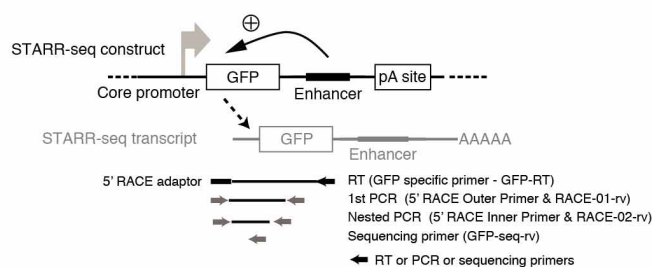 STARR-seq construct
GFP
pA site
Core promoter
Enhancer
STARR-seq transcript
GFP
AAAAA
Enhancer
5' RACE adaptor
RT (GFP specific primer - GFP-RT)
1st PCR (5' RACE Outer Primer & RACE-01-rv)
Nested PCR (5' RACE Inner Primer & RACE-02-rv)
Sequencing primer (GFP-seq-rv)
RT or PCR or sequencing primers